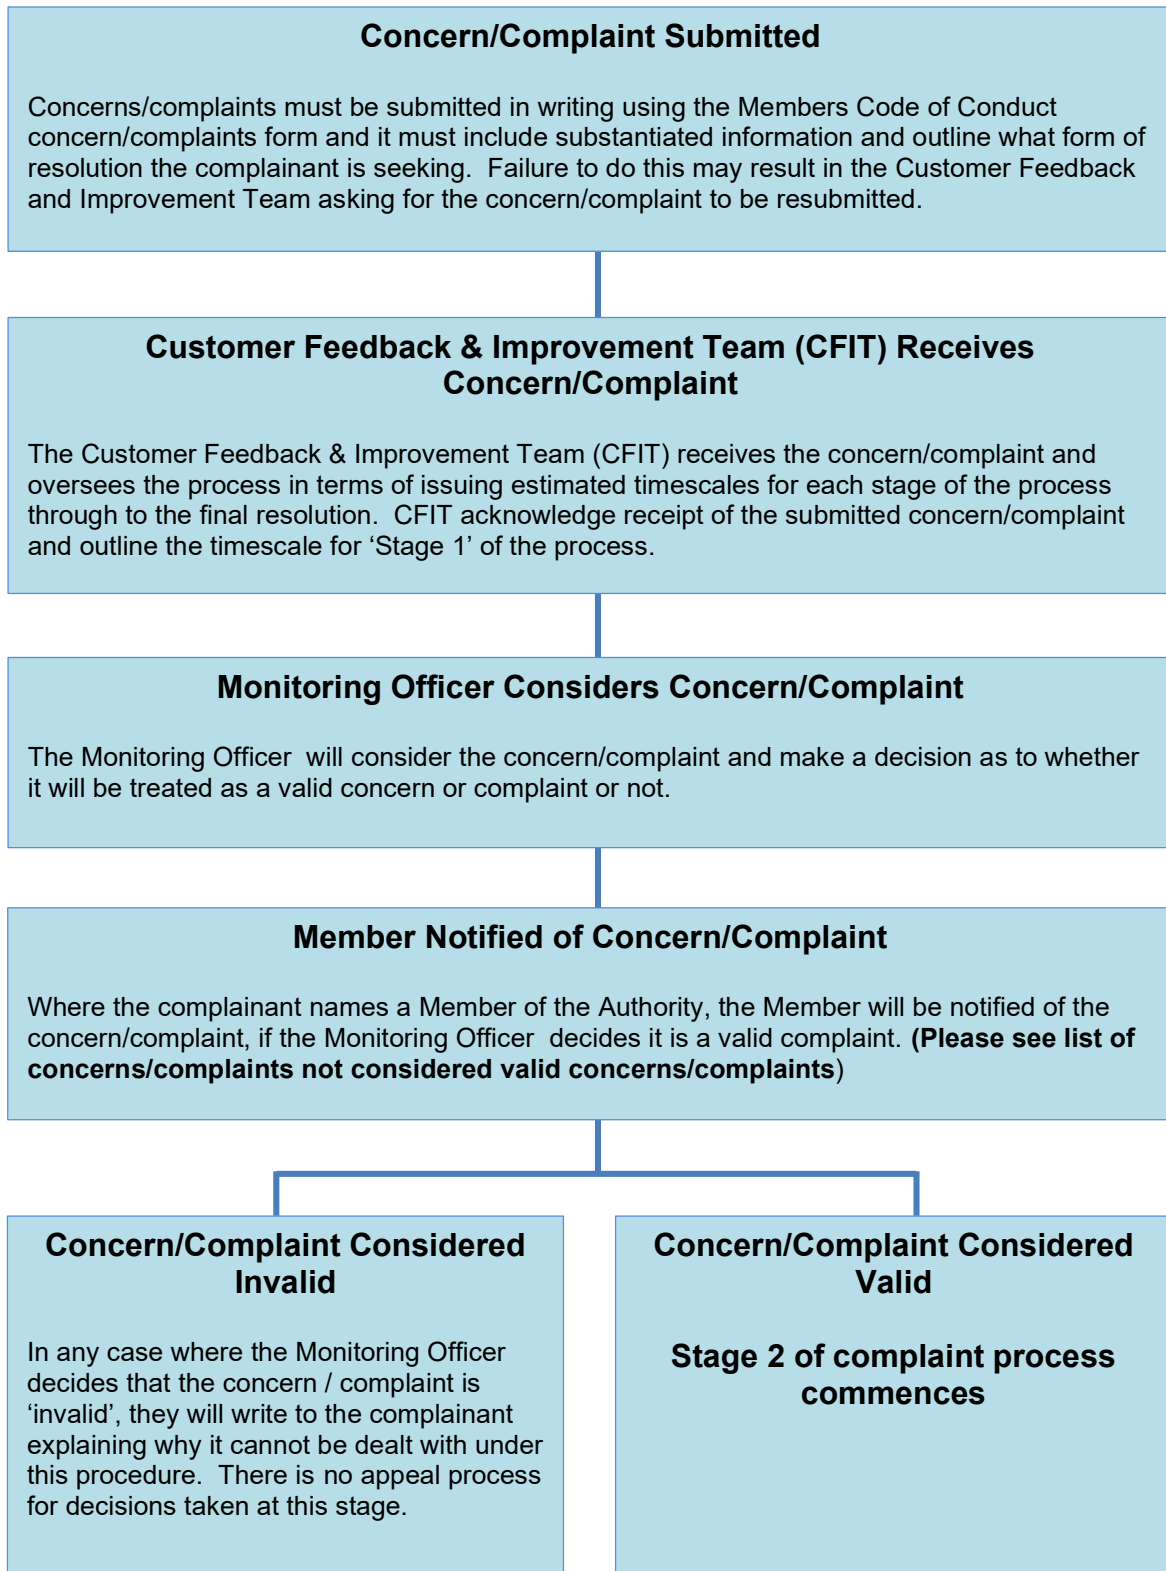 Concern/Complaint Submitted
Concerns/complaints must be submitted in writing using the Members Code of Conduct
concern/complaints form and it must include substantiated information and outline what form of
resolution the complainant is seeking.  Failure to do this may result in the Customer Feedback
and Improvement Team asking for the concern/complaint to be resubmitted.
Customer Feedback & Improvement Team (CFIT) Receives
Concern/Complaint
The Customer Feedback & Improvement Team (CFIT) receives the concern/complaint and
oversees the process in terms of issuing estimated timescales for each stage of the process
through to the final resolution.  CFIT acknowledge receipt of the submitted concern/complaint
and outline the timescale for ‘Stage 1’ of the process.
Monitoring Officer Considers Concern/Complaint
The Monitoring Officer  will consider the concern/complaint and make a decision as to whether
it will be treated as a valid concern or complaint or not.
Member Notified of Concern/Complaint
Where the complainant names a Member of the Authority, the Member will be notified of the
concern/complaint, if the Monitoring Officer  decides it is a valid complaint. (Please see list of
concerns/complaints not considered valid concerns/complaints)
Concern/Complaint Considered
Invalid
In any case where the Monitoring Officer
decides that the concern / complaint is
‘invalid’, they will write to the complainant
explaining why it cannot be dealt with under
this procedure.  There is no appeal process
for decisions taken at this stage.
Concern/Complaint Considered
Valid
Stage 2 of complaint process
commences